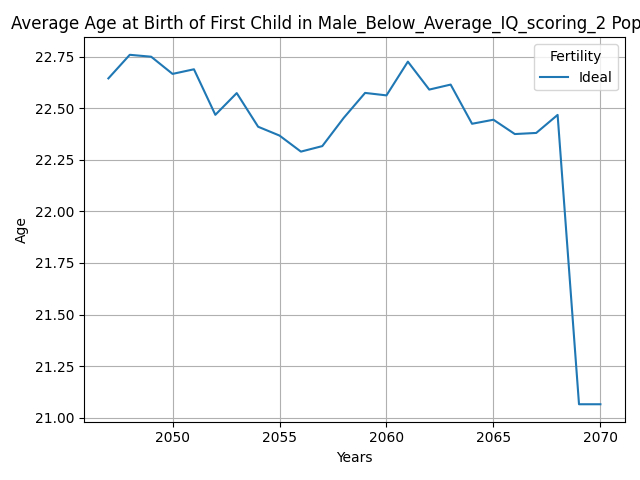 Average Age at Birth of First Child in Male_Below_Average_IQ_scoring_2 Pop
Fertility
Ideal
22.75
22.50
22.25
22.00
21.75
21.50
21.25
21.00
Age
2050 2055 2060 2065 2070
Years